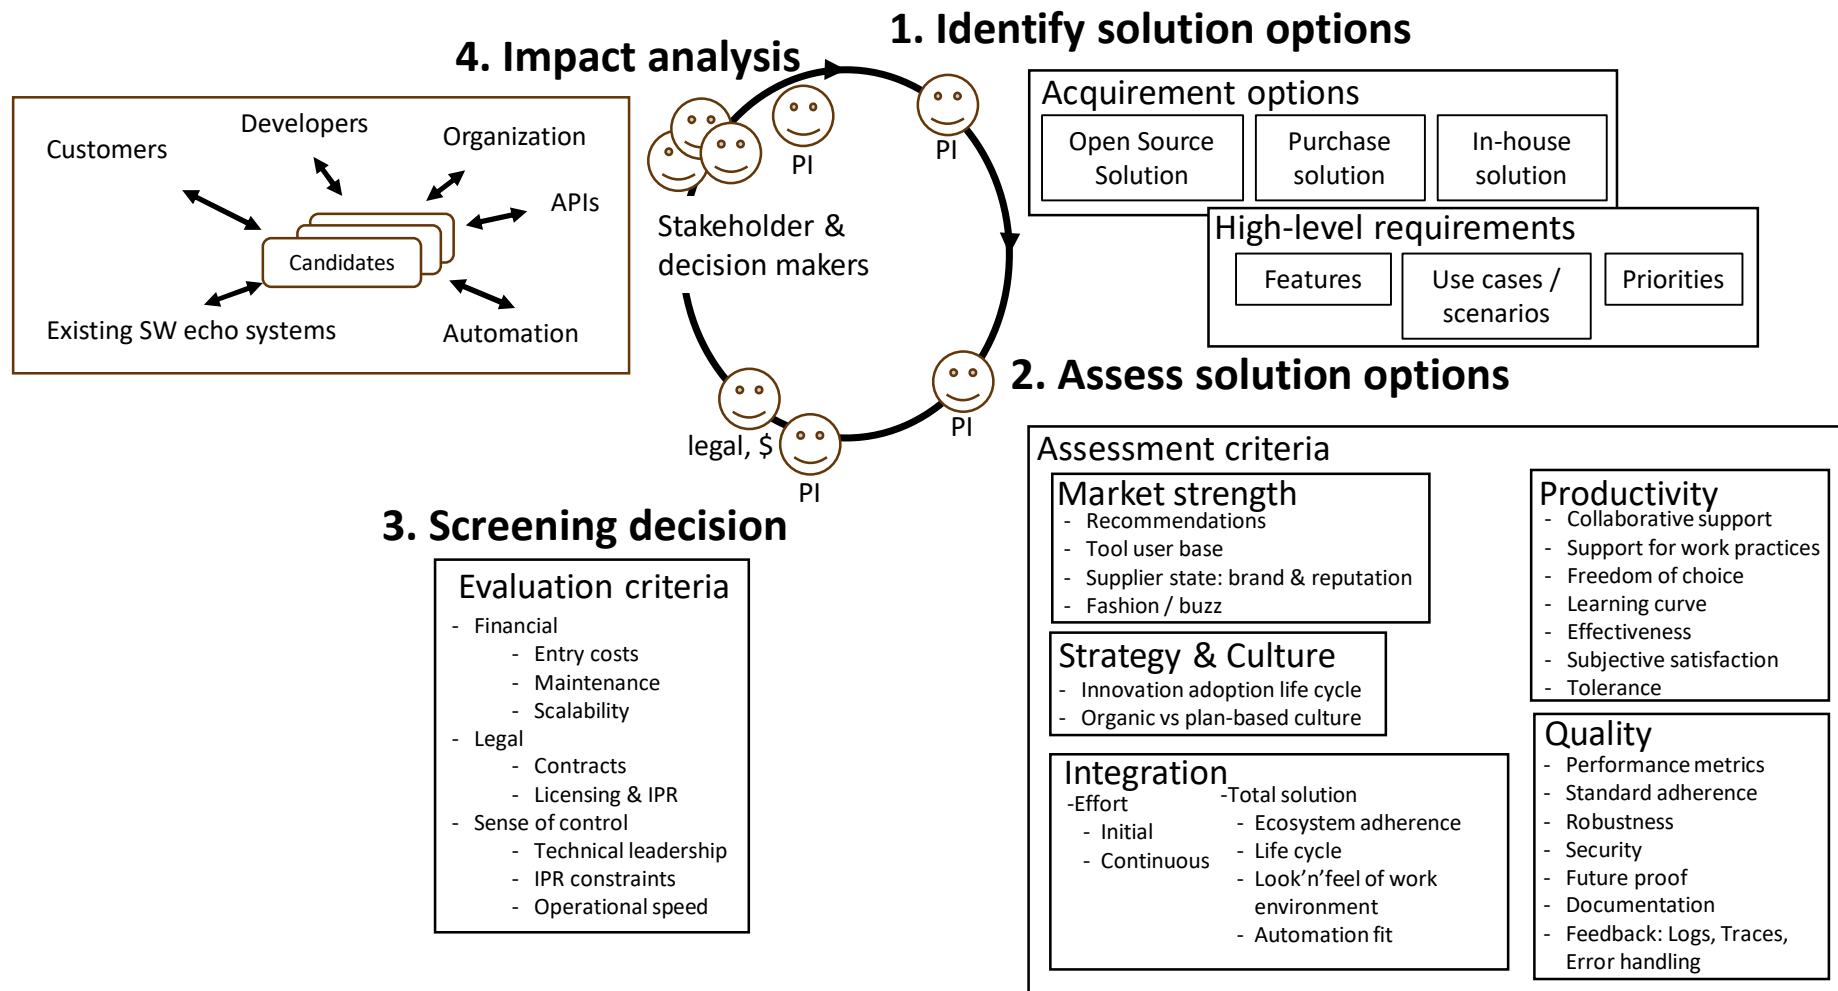 1. Identify solution options
Acquirement options
Open Source
Solution
Purchase
solution
In-house
solution
High-level requirements
Features
Use cases /
scenarios
Priorities
PI
2. Assess solution options
PI
Assessment criteria
Market strength
- Recommendations
- Tool user base
- Supplier state: brand & reputation
- Fashion / buzz
Strategy & Culture
- Innovation adoption life cycle
- Organic vs plan-based culture
Integration
-Effort
- Initial
- Continuous
-Total solution
- Ecosystem adherence
- Life cycle
- Look’n’feel of work
environment
- Automation fit
Productivity
- Collaborative support
- Support for work practices
- Freedom of choice
- Learning curve
- Effectiveness
- Subjective satisfaction
- Tolerance
Quality
- Performance metrics
- Standard adherence
- Robustness
- Security
- Future proof
- Documentation
- Feedback: Logs, Traces,
Error handling
legal, $
PI
3. Screening decision
Evaluation criteria
- Financial
- Entry costs
- Maintenance
- Scalability
- Legal
- Contracts
- Licensing & IPR
- Sense of control
- Technical leadership
- IPR constraints
- Operational speed
4. Impact analysis
PI
Stakeholder &
decision makers
Customers
Developers
Organization
APIs
Candidates
Existing SW echo systems
Automation